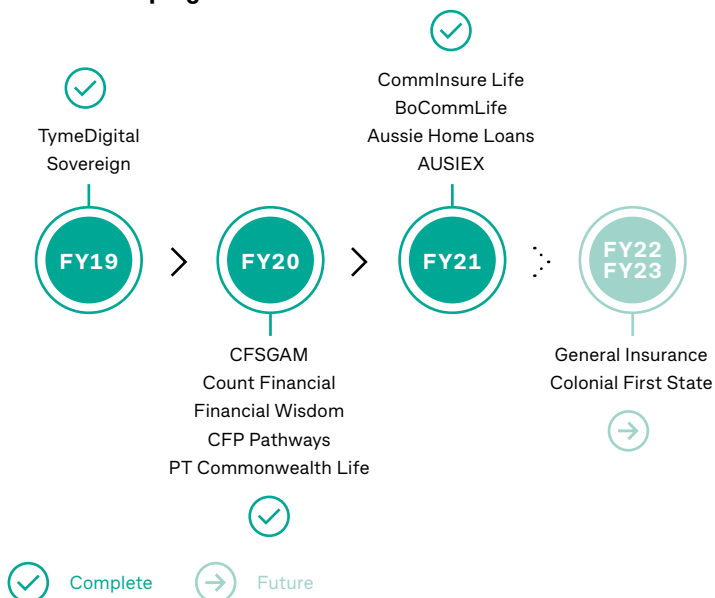 TymeDigital
Sovereign
FY19
CFSGAM
Count Financial
Financial Wisdom
CFP Pathways
PT Commonwealth Life
FY20
CommInsure Life
BoCommLife
Aussie Home Loans
AUSIEX
FY21
FY22
FY23
General Insurance
Colonial First State
Complete
Future